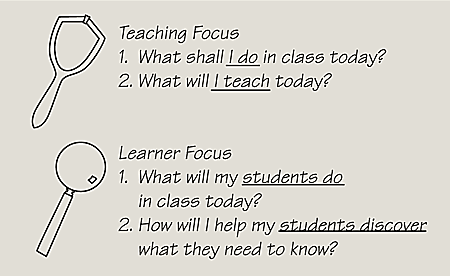 Teaching Focus
1. What shall I do in class today?
2. What will I teach today?
Learner Focus
1. What will my students do
in class today?
2. How will I help my students discover
what they need to know?